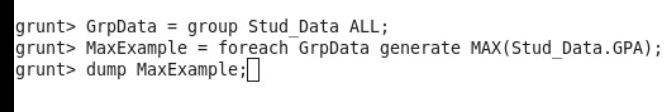 grunt> GrpData = group Stud_Data ALL;
grunt> MaxExample = foreach GrpData generate MAX(Stud_Data.GPA);
grunt> dump MaxExample;